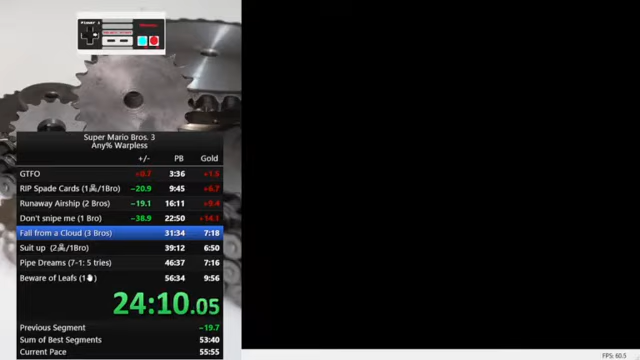 Super Mario Bros. 3
Any% Warpless
+/- PB Gold
GTFO +0.7 3:36 +1.5
RIP Spade Cards (1 /1Bro) -20.9 9:45 +6.7
Runaway Airship (2 Bros) -19.1 16:11 +9.4
Don't snipe me (1 Bro) -38.9 22:50 +14.1
Fall from a Cloud (3 Bros) 31:34 7:18
Suit up (2 /1Bro) 39:12 6:50
Pipe Dreams (7-1: 5 tries) 46:37 7:16
Beware of Leafs (1 ) 56:34 9:56
24:10.05
Previous Segment -19.7
Sum of Best Segments 53:40
Current Pace 55:55
FPS: 60.5